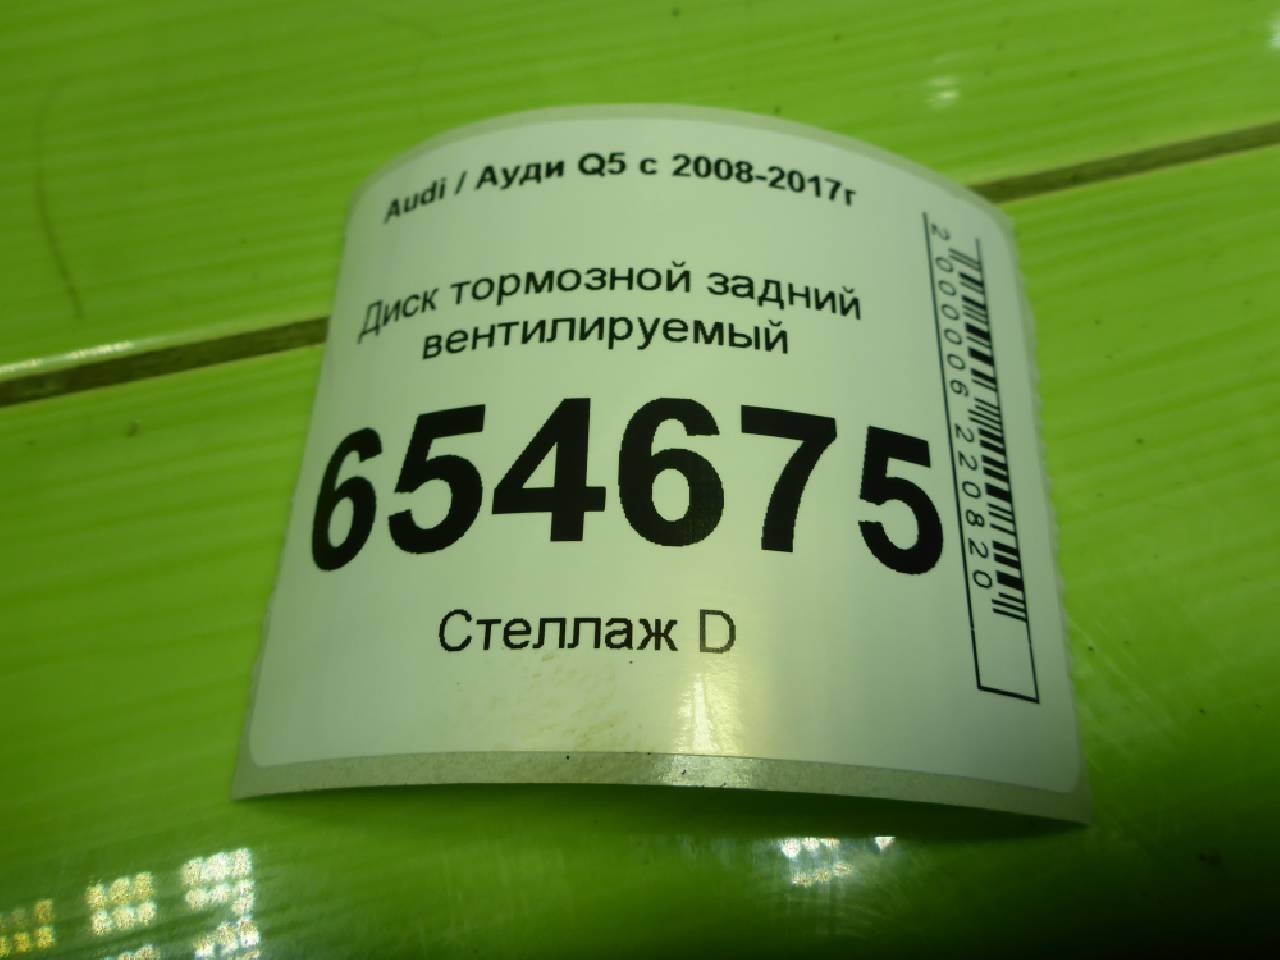 Audi / Ауди Q5 с 2008-2017г
Диск тормозной задний
вентилируемый
654675
Стеллаж D
2000006220820